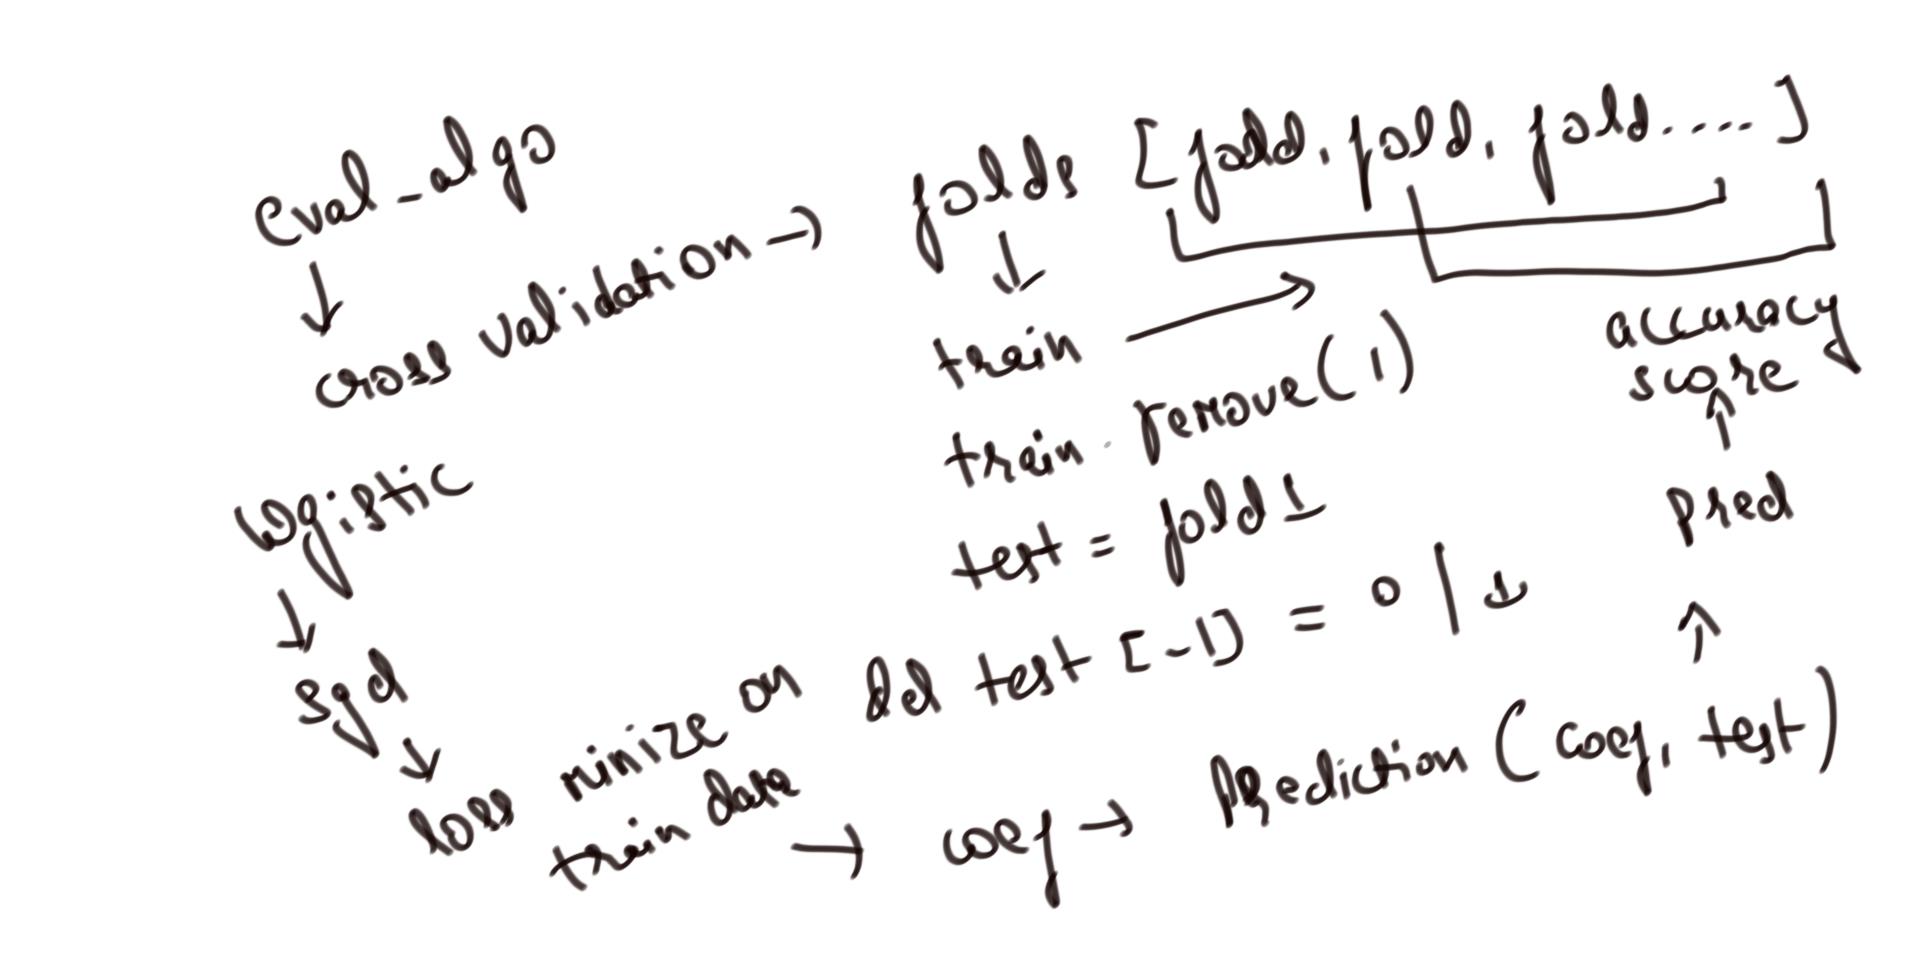 eval_algo
↓
cross validation →
folds [fold, fold, fold.....]
↓
train →
train. remove(1)
test = fold 1
del test [-1] = 0 | 1
accuracy
score
↑
pred
↑
logistic
↓
sgd
↓
loss minize on
train data
→ coef → Prediction (coef, test)